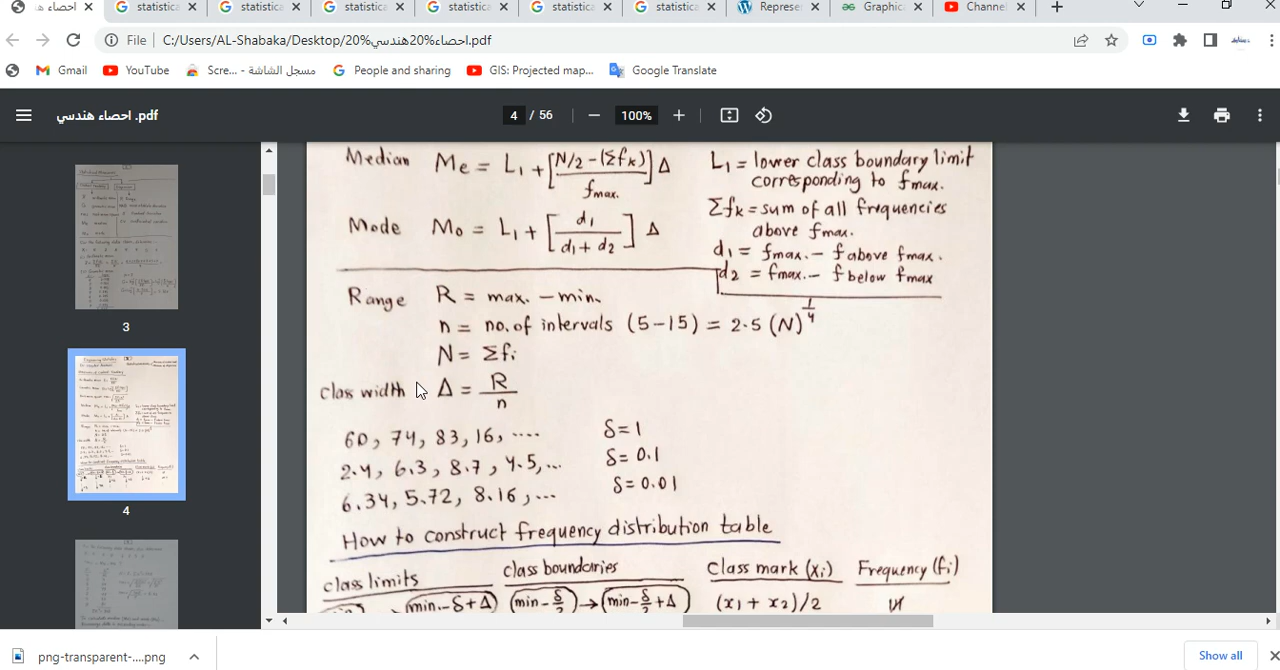 احصاء ه
statistica
statistica
statistica
statistica
statistica
statistica
Represe
Graphic
Channe
File
C:/Users/AL-Shabaka/Desktop/20%احصاء%20هندسي.pdf
Gmail
YouTube
Scre... - مسجل الشاشة
People and sharing
GIS: Projected map...
Google Translate
احصاء هندسي .pdf
4 / 56
100%
3
4
Median Me = L1 + [N/2 - (Σfk) / fmax.] Δ
L1 = lower class boundary limit
corresponding to fmax.
Σfk = sum of all frequencies
above fmax.
Mode Mo = L1 + [d1 / d1 + d2] Δ
d1 = fmax. - f above fmax.
d2 = fmax. - f below fmax
Range R = max. - min.
n = no. of intervals (5-15) = 2.5 (N)^1/4
N = Σfi
Clas width Δ = R / n
60, 74, 83, 16, .... δ = 1
2.4, 6.3, 8.7, 4.5, ... δ = 0.1
6.34, 5.72, 8.16, ... δ = 0.01
How to construct frequency distribution table
class limits class boundaries Class mark (xi) Frequency (fi)
min. - δ + Δ (min - δ/2) → (min - δ/2 + Δ) (x1 + x2)/2
png-transparent-....png
Show all